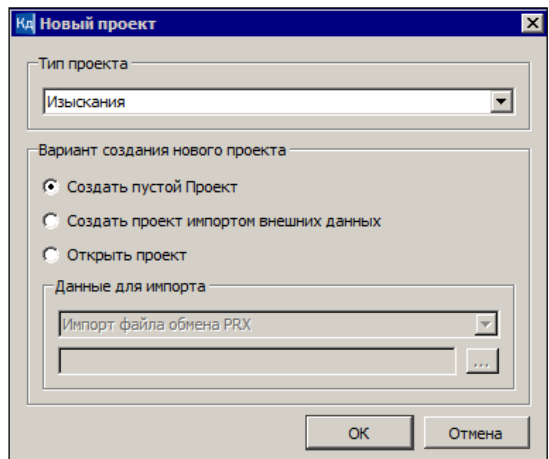 Кд Новый проект
Тип проекта
Изыскания
Вариант создания нового проекта
Создать пустой Проект
Создать проект импортом внешних данных
Открыть проект
Данные для импорта
Импорт файла обмена PRX
...
OK
Отмена